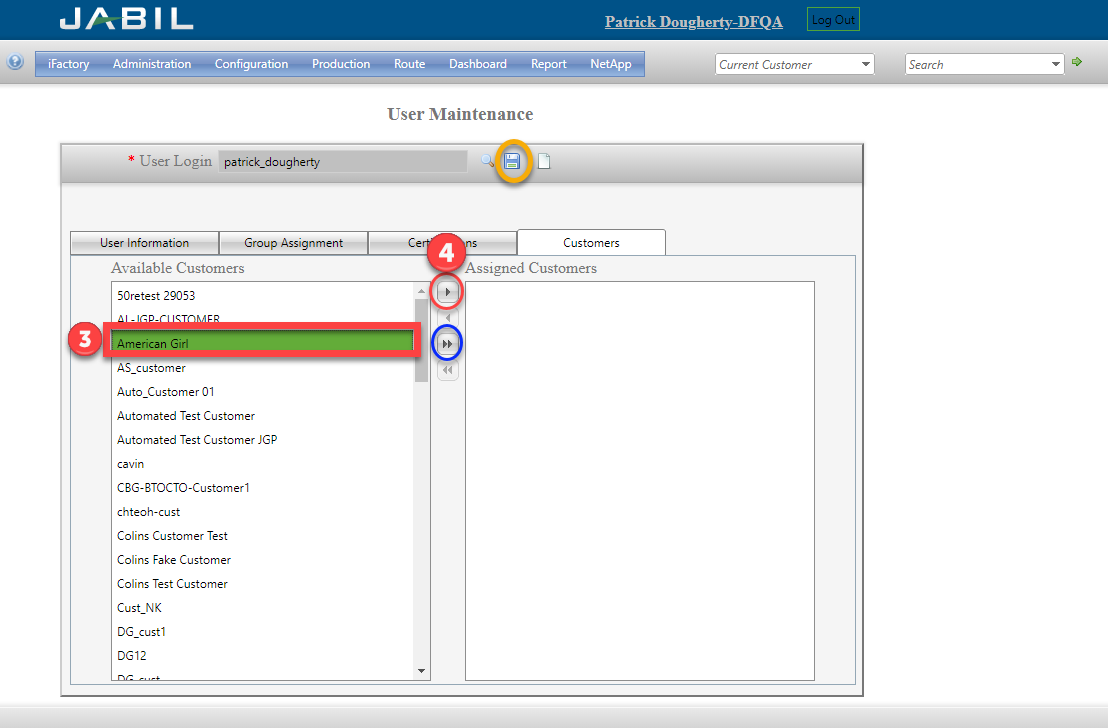 JABIL
Patrick Dougherty-DFQA
Log Out
iFactory Administration Configuration Production Route Dashboard Report NetApp
Current Customer
Search
User Maintenance
* User Login patrick_dougherty
User Information Group Assignment Customers
4
Available Customers
Assigned Customers
50retest 29053
AL-JGP-CUSTOMER
3
American Girl
AS_customer
Auto_Customer 01
Automated Test Customer
Automated Test Customer JGP
cavin
CBG-BTOCTO-Customer1
chteoh-cust
Colins Customer Test
Colins Fake Customer
Colins Test Customer
Cust_NK
DG_cust1
DG12
DG_cust